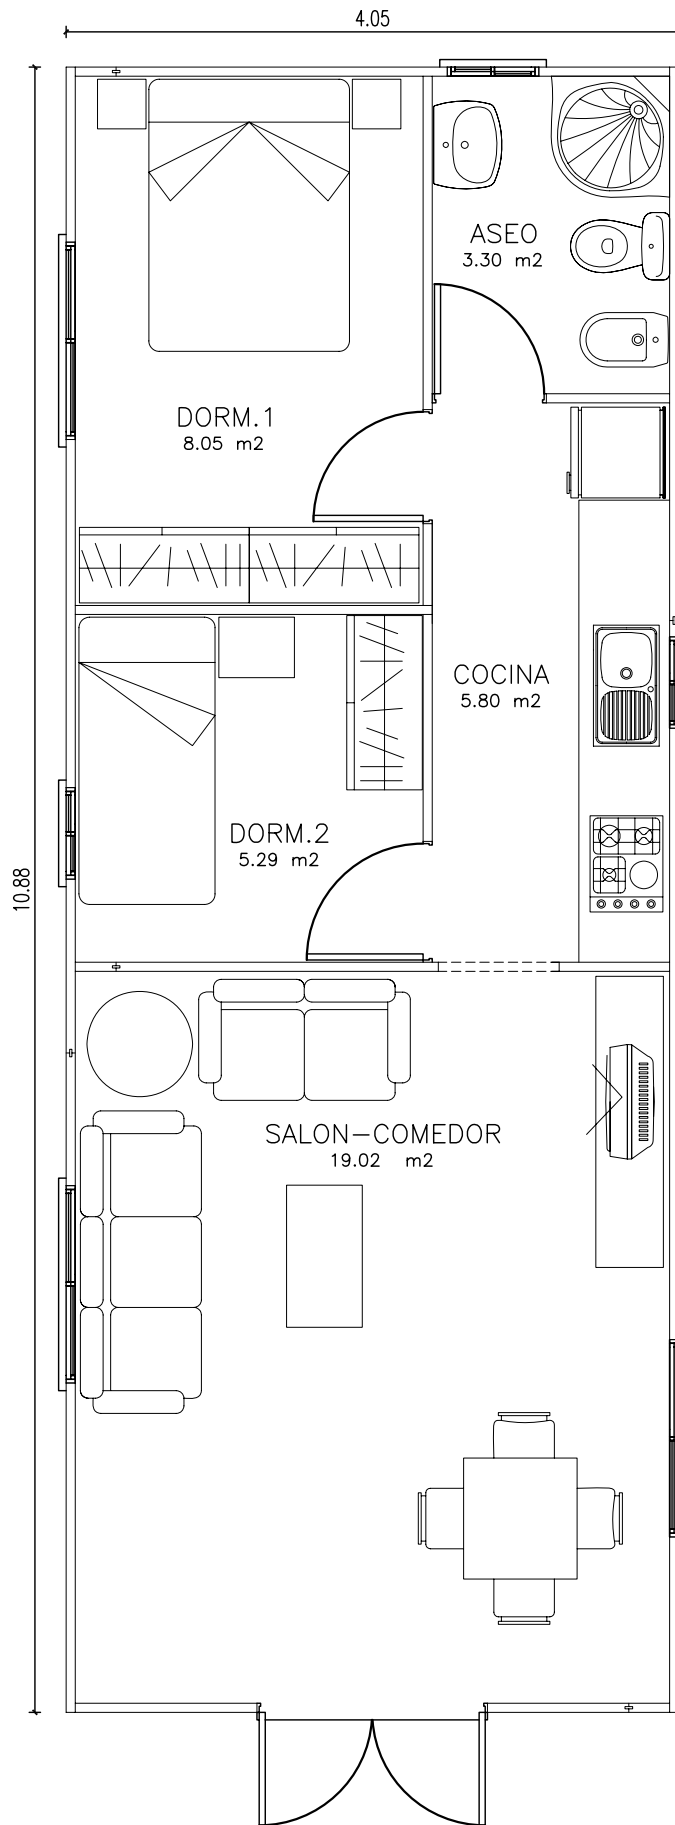 4.05
ASEO
3.30 m2
DORM.1
8.05 m2
COCINA
5.80 m2
DORM.2
5.29 m2
10.88
SALON-COMEDOR
19.02 m2